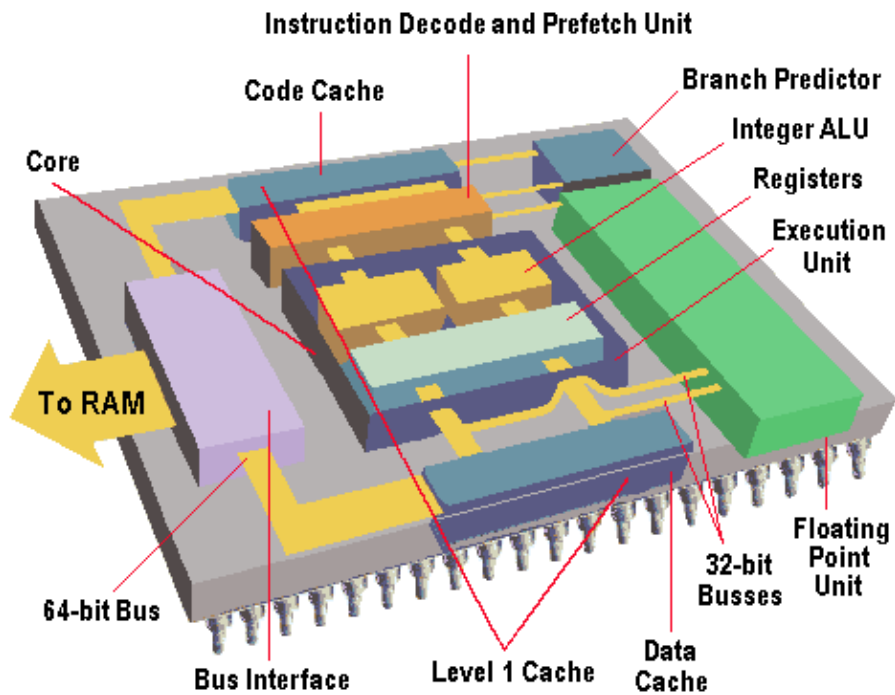 Instruction Decode and Prefetch Unit
Code Cache
Branch Predictor
Integer ALU
Core
Registers
Execution
Unit
To RAM
64-bit Bus
Bus Interface
Level 1 Cache
Data
Cache
32-bit
Busses
Floating
Point
Unit